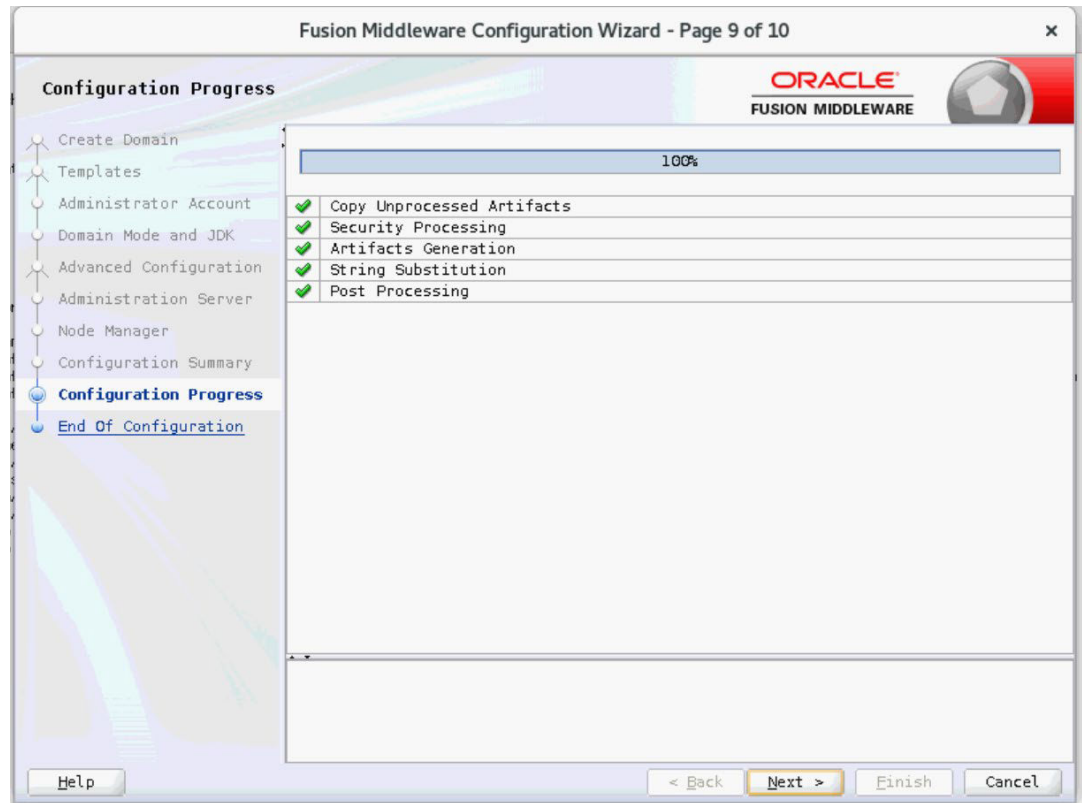 Fusion Middleware Configuration Wizard - Page 9 of 10
×
Configuration Progress
ORACLE
FUSION MIDDLEWARE
Create Domain
Templates
Administrator Account
Domain Mode and JDK
Advanced Configuration
Administration Server
Node Manager
Configuration Summary
Configuration Progress
End Of Configuration
100%
Copy Unprocessed Artifacts
Security Processing
Artifacts Generation
String Substitution
Post Processing
Help
< Back
Next >
Finish
Cancel